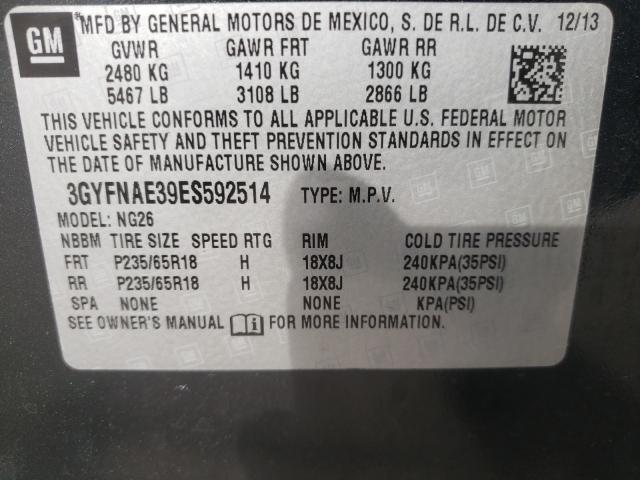 GM
*MFD BY GENERAL MOTORS DE MEXICO, S. DE R.L. DE C.V. 12/13
GVWR GAWR FRT GAWR RR
2480 KG 1410 KG 1300 KG
5467 LB 3108 LB 2866 LB
THIS VEHICLE CONFORMS TO ALL APPLICABLE U.S. FEDERAL MOTOR
VEHICLE SAFETY AND THEFT PREVENTION STANDARDS IN EFFECT ON
THE DATE OF MANUFACTURE SHOWN ABOVE.
3GYFNAE39ES592514 TYPE: M.P.V.
MODEL: NG26
NBBM TIRE SIZE SPEED RTG RIM COLD TIRE PRESSURE
FRT P235/65R18 H 18X8J 240KPA(35PSI)
RR P235/65R18 H 18X8J 240KPA(35PSI)
SPA NONE NONE KPA(PSI)
SEE OWNER'S MANUAL FOR MORE INFORMATION.